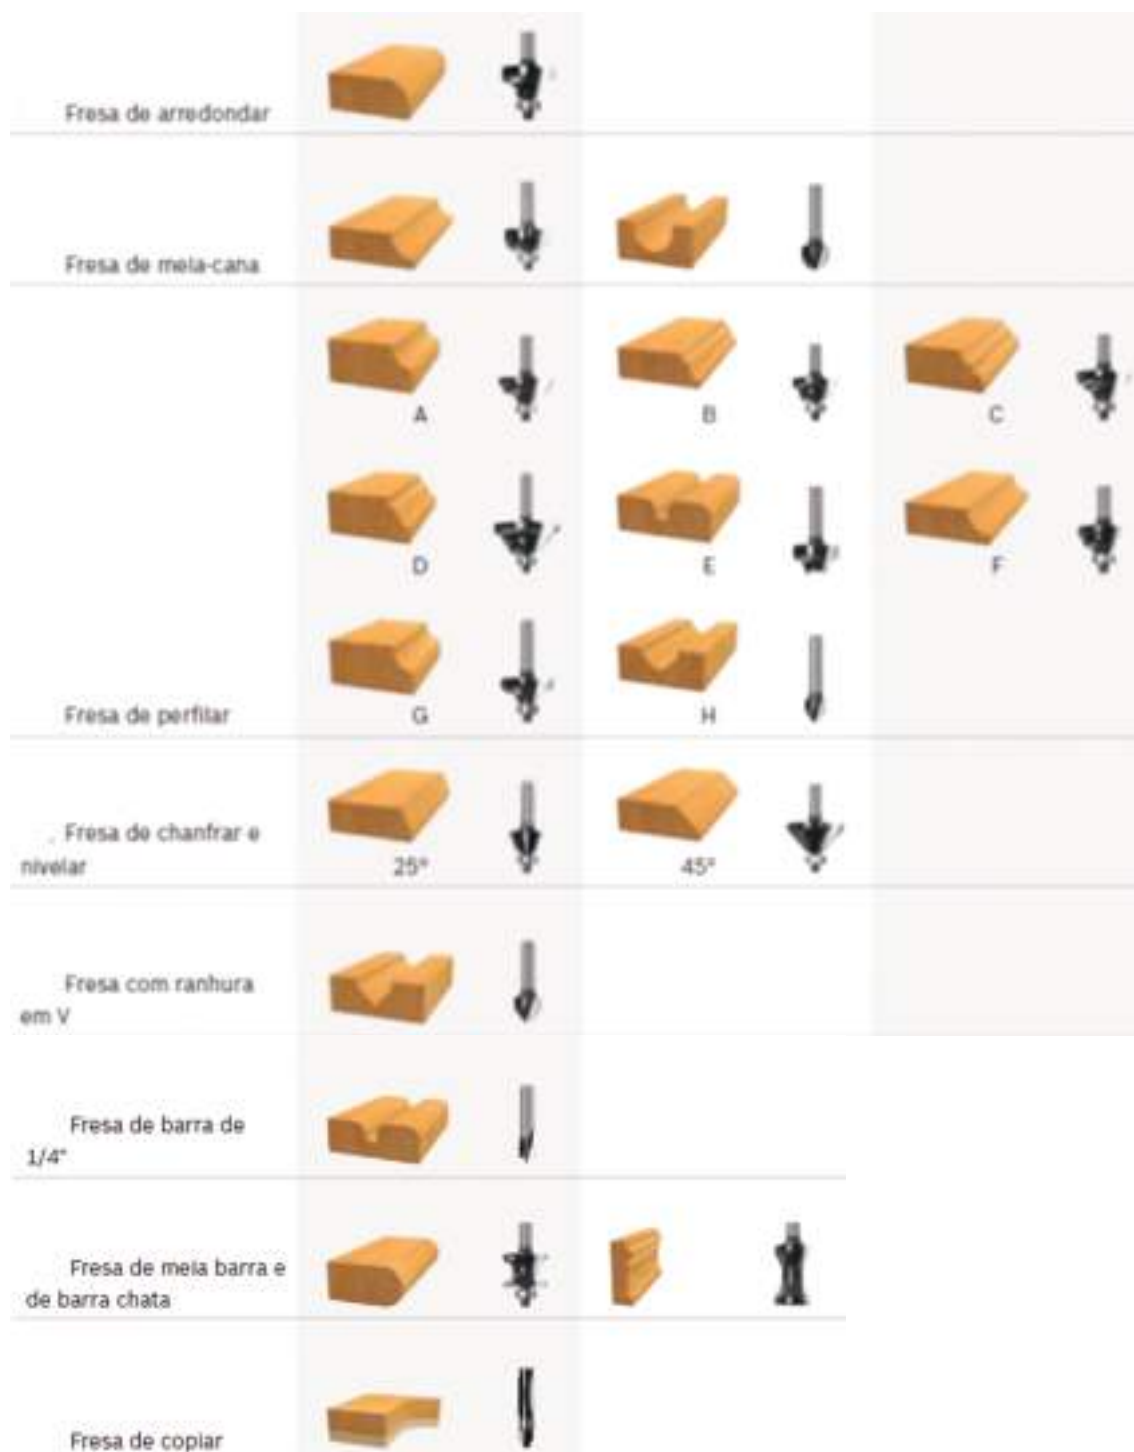 Fresa de arredondar
Fresa de meia-cana
A B C
D E F
Fresa de perfilar G H
Fresa de chanfrar e
nivelar 25° 45°
Fresa com ranhura
em V
Fresa de barra de
1/4"
Fresa de meia barra e
de barra chata
Fresa de copiar